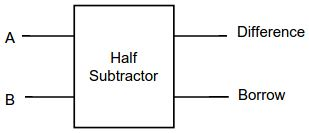 A
B
Half
Subtractor
Difference
Borrow